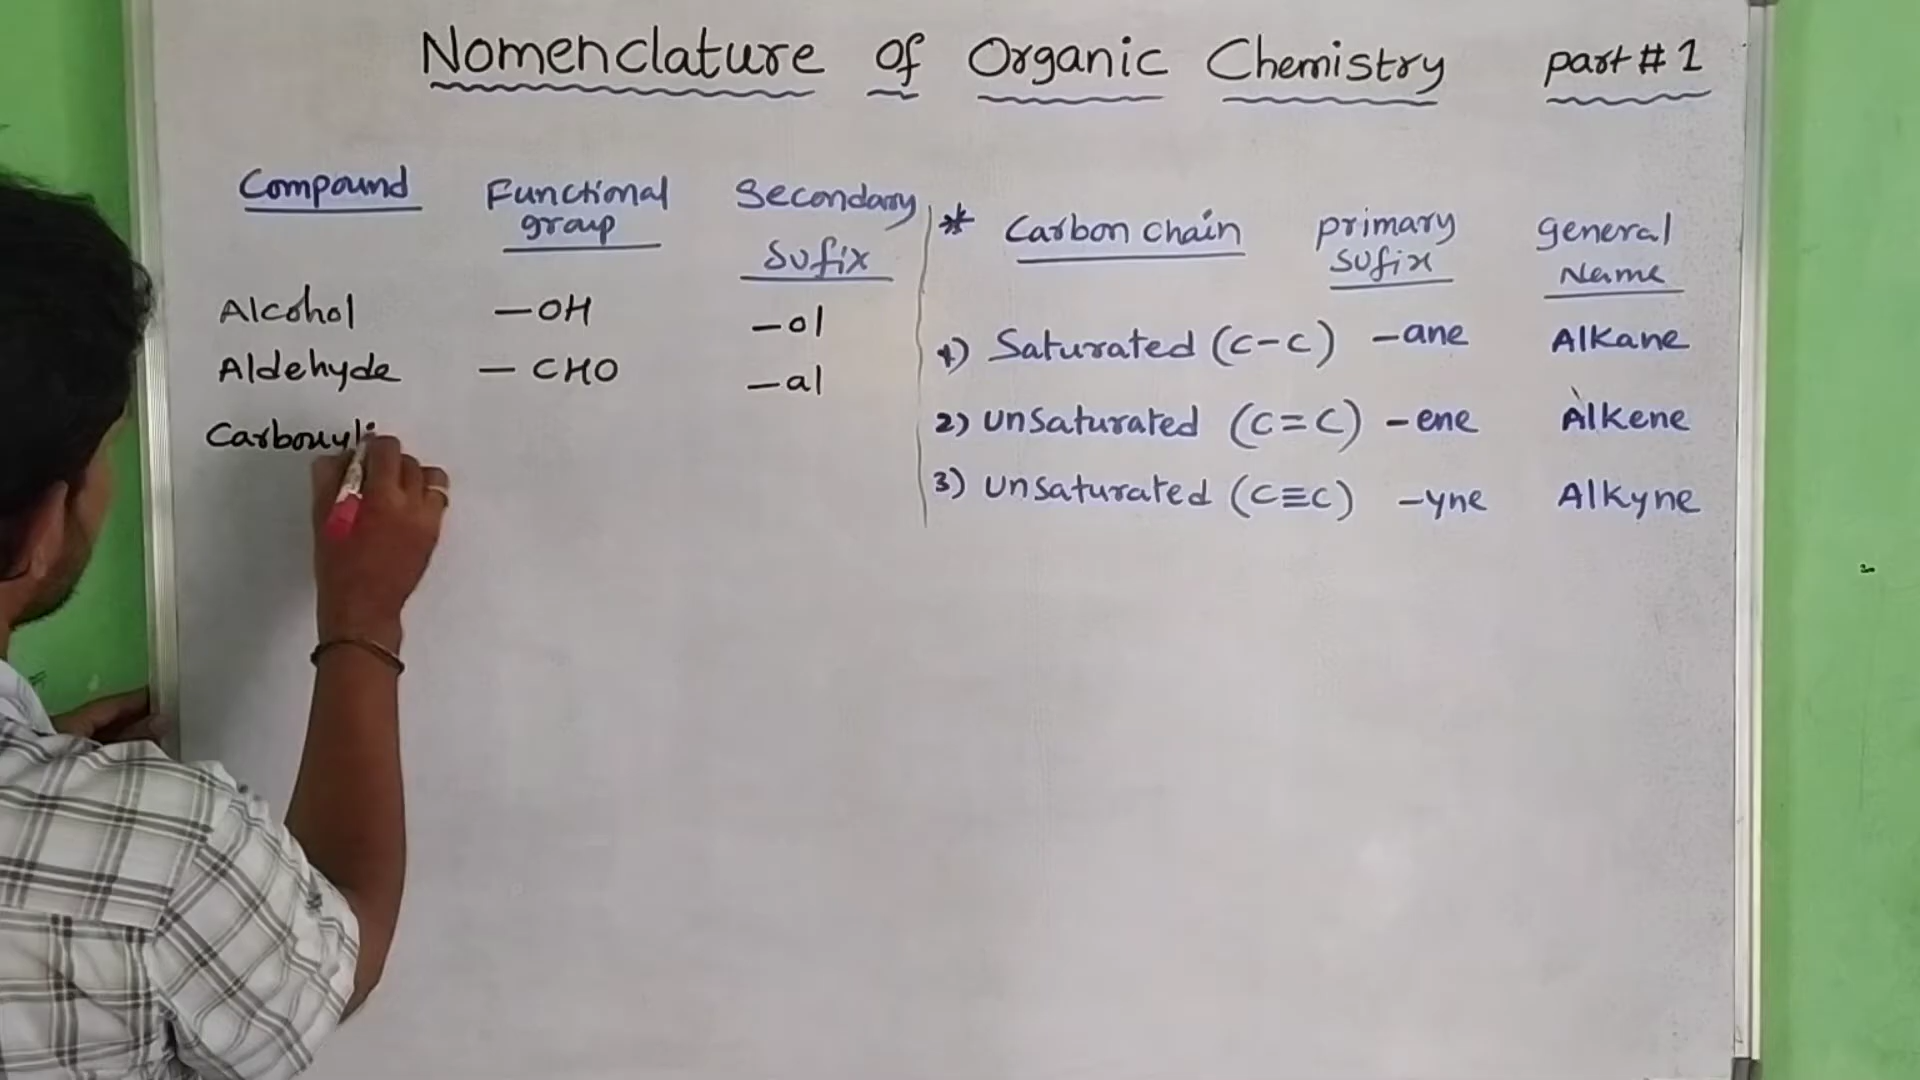 Nomenclature of Organic Chemistry part # 1
Compound Functional group Secondary Sufix
Alcohol —OH —ol
Aldehyde — CHO —al
Carboxyli
* Carbon chain primary sufix general Name
1) Saturated (C-C) -ane Alkane
2) unsaturated (C=C) -ene Alkene
3) unsaturated (C≡C) -yne Alkyne